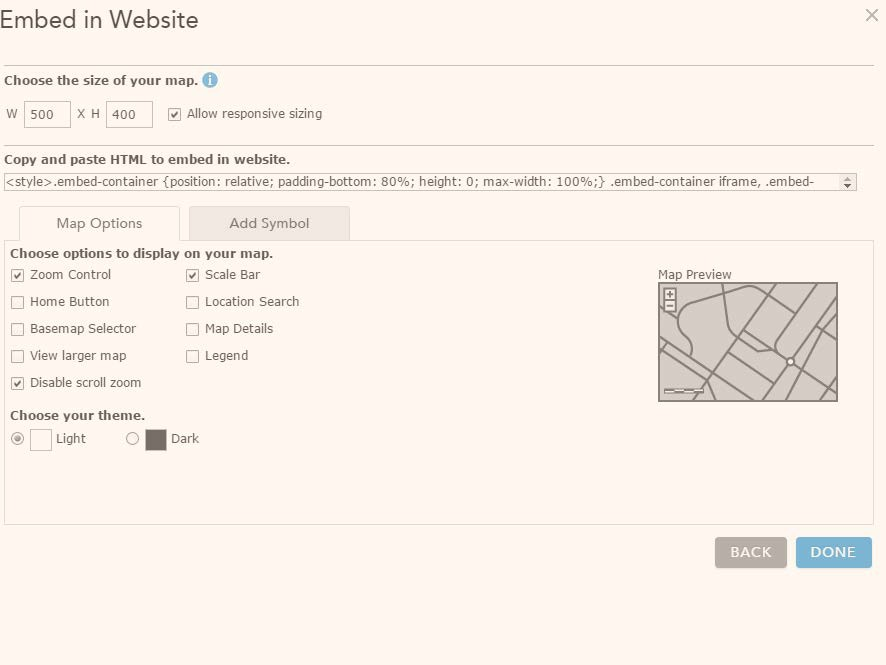 Embed in Website
Choose the size of your map.
W 500 X H 400 Allow responsive sizing
Copy and paste HTML to embed in website.
<style>.embed-container {position: relative; padding-bottom: 80%; height: 0; max-width: 100%;} .embed-container iframe, .embed-
Map Options Add Symbol
Choose options to display on your map.
Zoom Control Scale Bar Map Preview
Home Button Location Search
Basemap Selector Map Details
View larger map Legend
Disable scroll zoom
Choose your theme.
Light Dark
BACK DONE